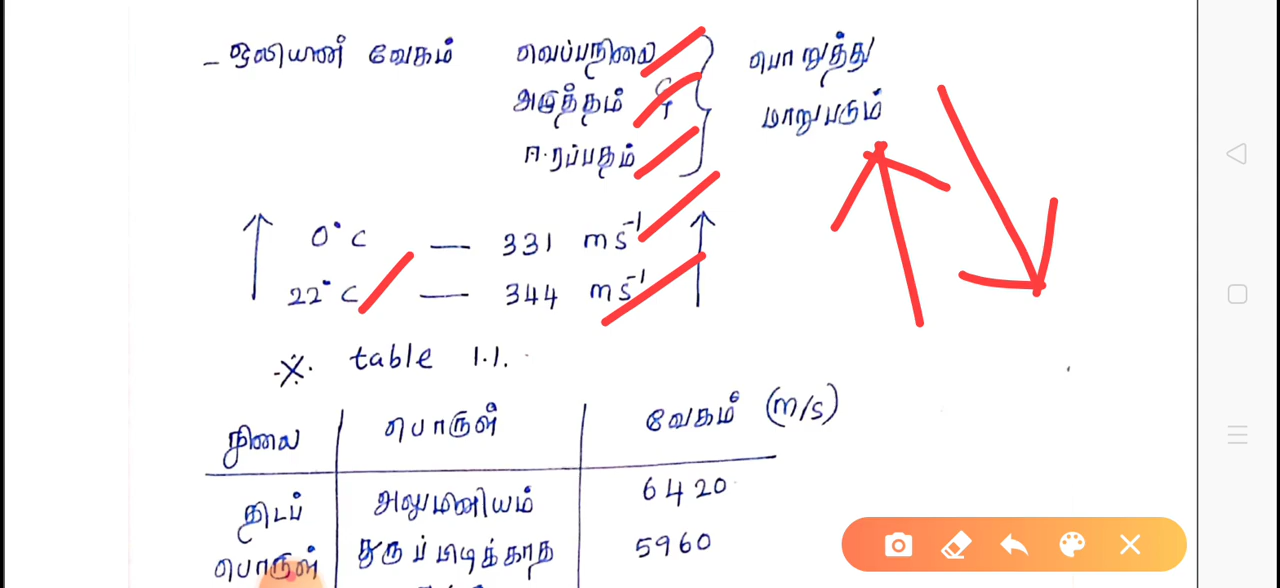 - ஒலியின் வேகம் வெப்பநிலை
அழுத்தம் &
ஈரப்பதம்
பொறுத்து
மாறுபடும்
0°C — 331 ms⁻¹
22°C — 344 ms⁻¹
※ table 1.1.
நிலை பொருள் வேகம் (m/s)
திடப் அலுமினியம் 6420
பொருள் துருப்பிடிக்காத 5960